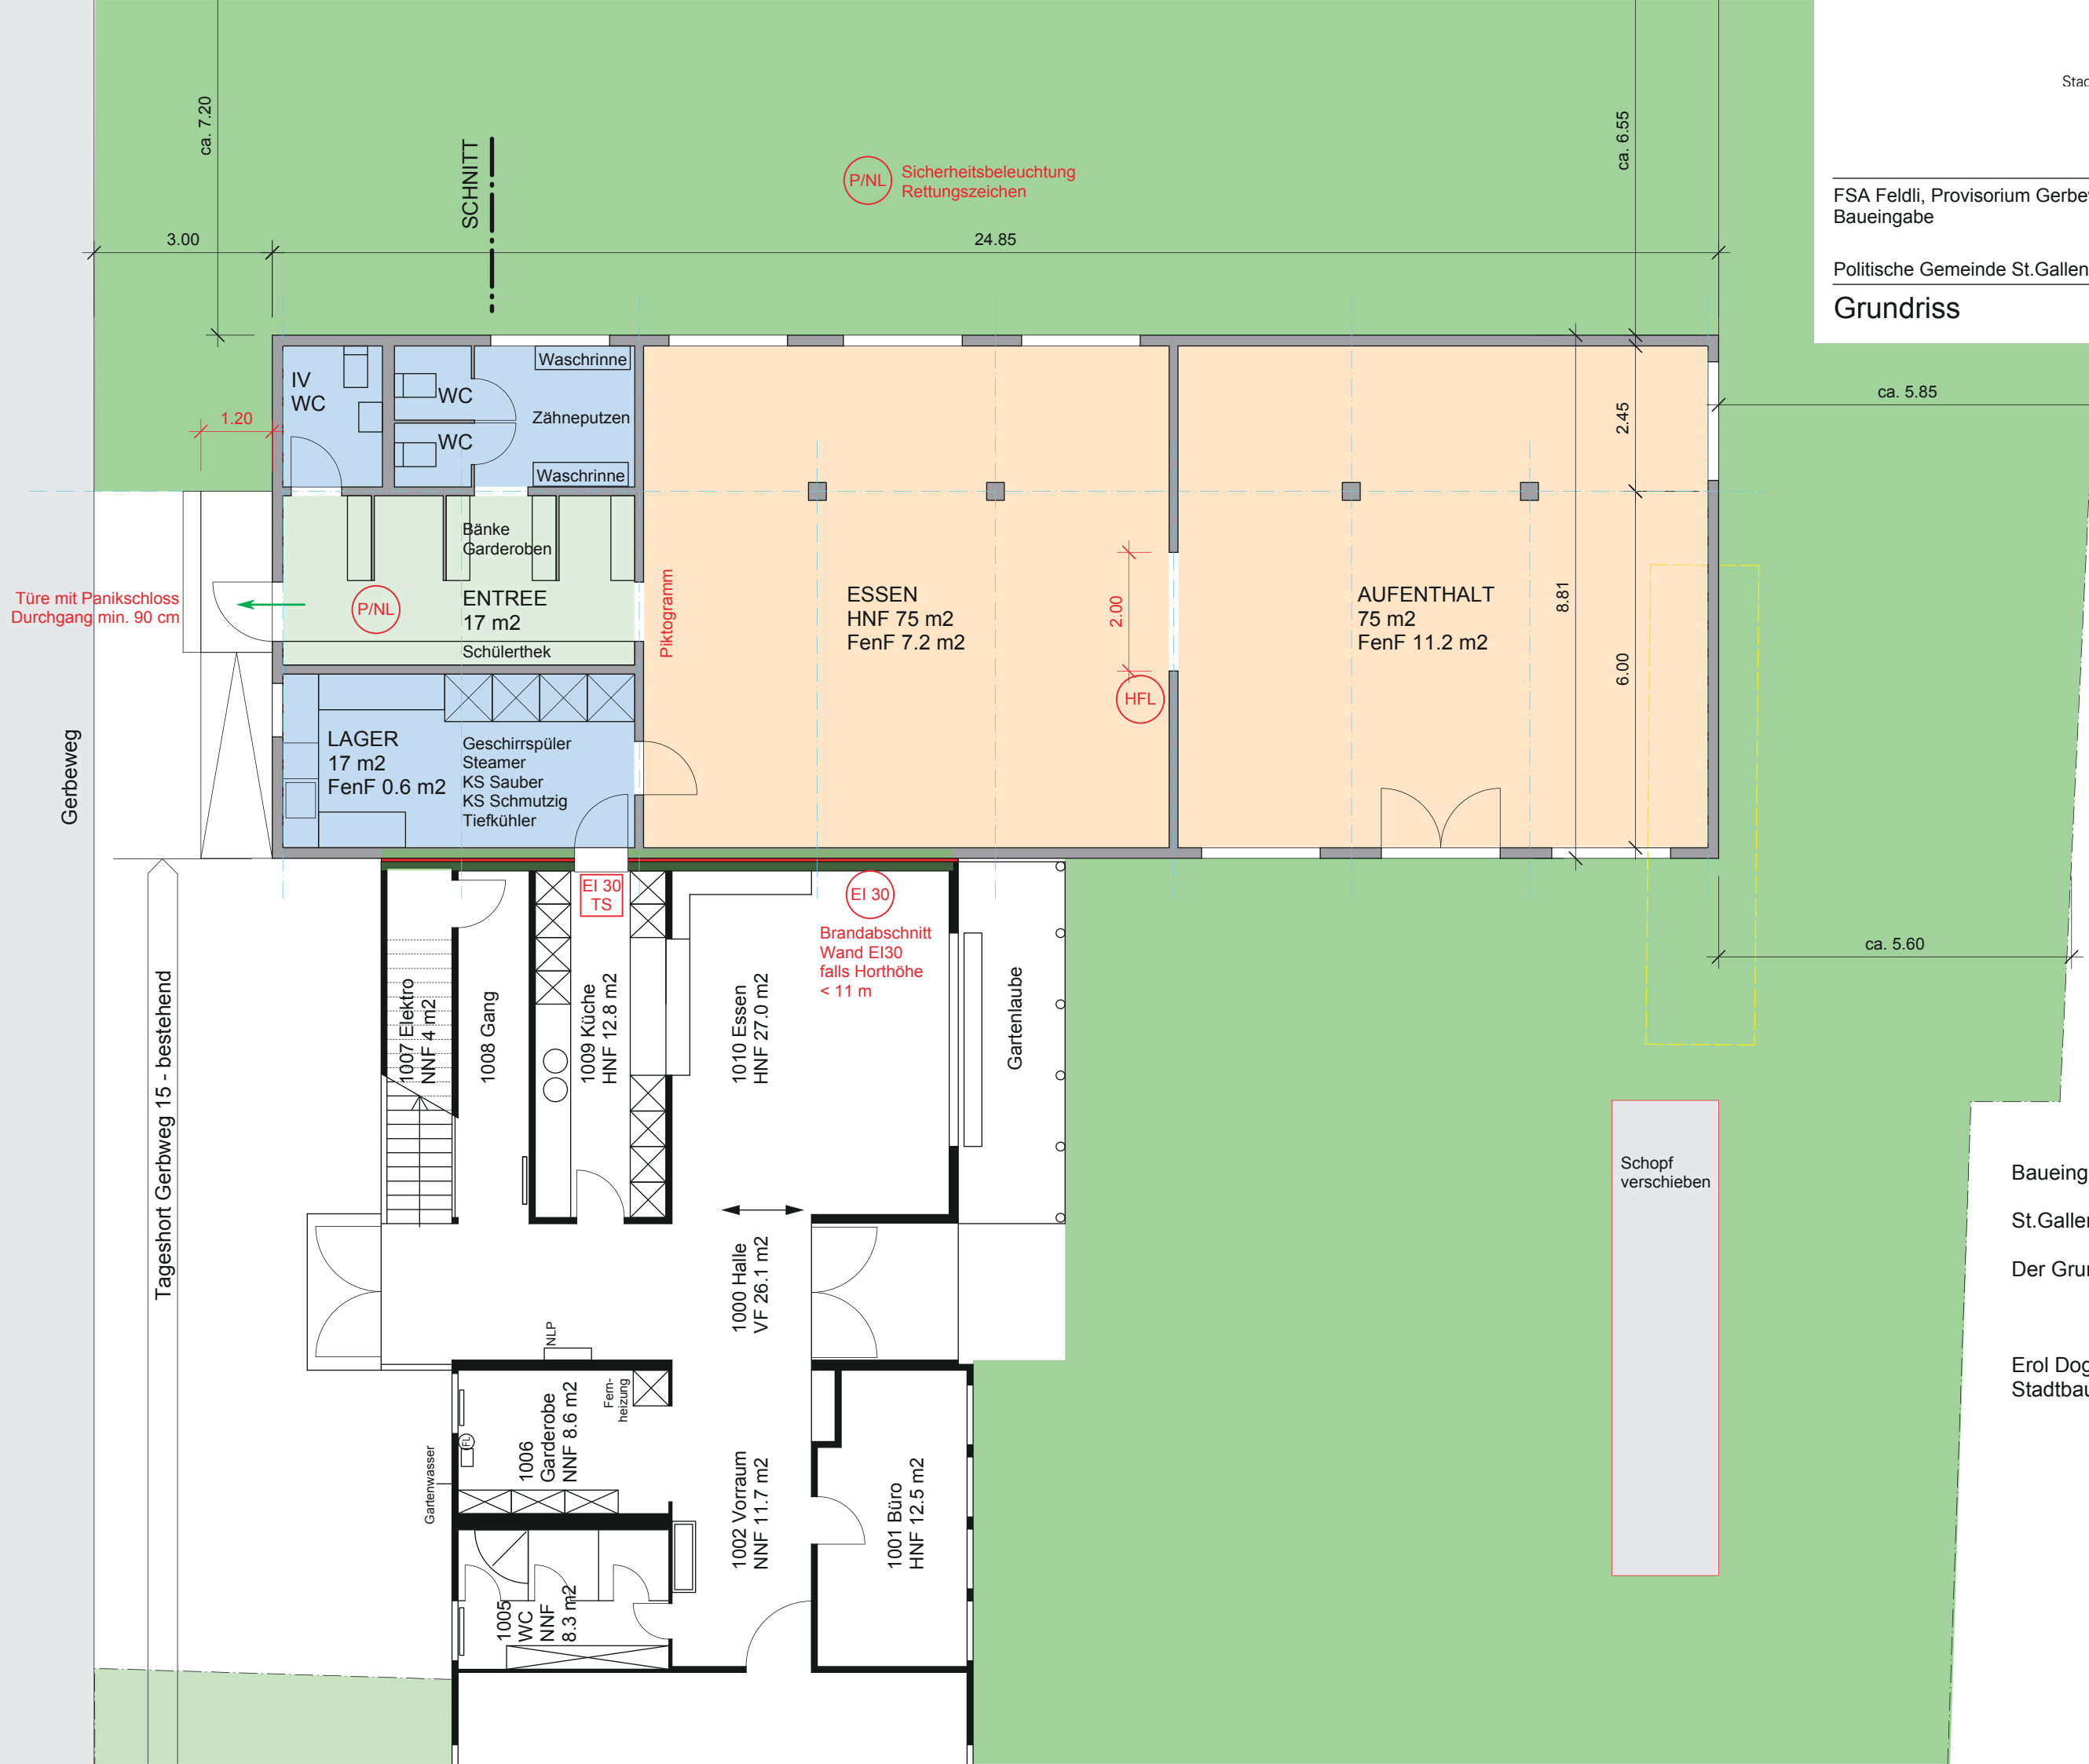 Stad
FSA Feldli, Provisorium
Baueingabe
Politische Gemeinde St.Gallen
Grundriss
ca. 7.20
SCHNITT
P/NL
Sicherheitsbeleuchtung
Rettungszeichen
ca. 6.55
3.00
24.85
ca. 5.85
1.20
IV
WC
WC
WC
Waschrinne
Zähneputzen
Waschrinne
2.45
Bänke
Garderoben
Türe mit Panikschloss
Durchgang min. 90 cm
P/NL
ENTREE
17 m2
Schülerthek
Piktogramm
ESSEN
HNF 75 m2
FenF 7.2 m2
2.00
HFL
AUFENTHALT
75 m2
FenF 11.2 m2
8.81
6.00
Gerbeweg
LAGER
17 m2
FenF 0.6 m2
Geschirrspüler
Steamer
KS Sauber
KS Schmutzig
Tiefkühler
EI 30
TS
EI 30
Brandabschnitt
Wand EI30
falls Horthöhe
< 11 m
ca. 5.60
Tageshort Gerbweg 15 - bestehend
1007 Elektro
NNF 4 m2
1008 Gang
1009 Küche
HNF 12.8 m2
1010 Essen
HNF 27.0 m2
Gartenlaube
Schopf
verschieben
Baueing
St.Gallen
Der Grun
Erol Dog
Stadtbau
1000 Halle
VF 26.1 m2
NLP
Fern-
heizung
1006
Garderobe
NNF 8.6 m2
FL
Gartenwasser
1002 Vorraum
NNF 11.7 m2
1001 Büro
HNF 12.5 m2
1005
WC
NNF
8.3 m2